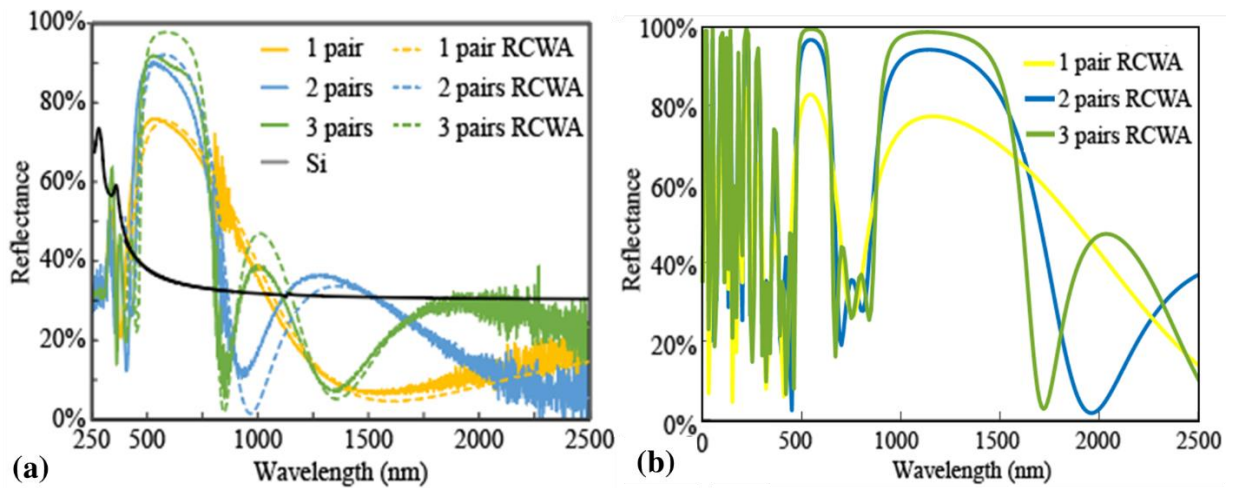 100%
80%
60%
40%
20%
0%
Reflectance
1 pair
1 pair RCWA
2 pairs
2 pairs RCWA
3 pairs
3 pairs RCWA
Si
250 500 1000 1500 2000 2500
Wavelength (nm)
(a)
100%
80%
60%
40%
20%
0%
Reflectance
1 pair RCWA
2 pairs RCWA
3 pairs RCWA
0 500 1000 1500 2000 2500
Wavelength (nm)
(b)